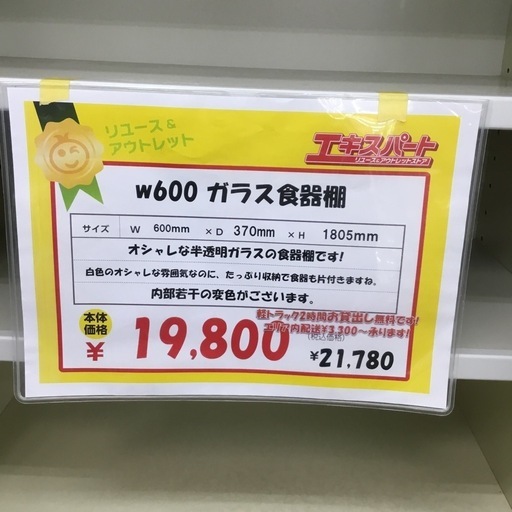 リユース&
アウトレット
エキスパート
リユース&アウトレットストア
w600 ガラス食器棚
サイズ W 600mm ×D 370mm ×H 1805mm
オシャレな半透明ガラスの食器棚です!
白色のオシャレな雰囲気なのに、たっぷり収納で食器も片付きますね。
内部若干の変色がございます。
軽トラック2時間お貸出し無料です!
エリア内配送¥3,300~承ります!
本体
価格
¥ 19,800
(税込価格)
¥21,780